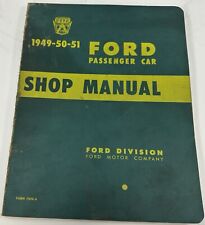 1949-50-51
FORD
PASSENGER CAR
SHOP MANUAL
FORD DIVISION
FORD MOTOR COMPANY